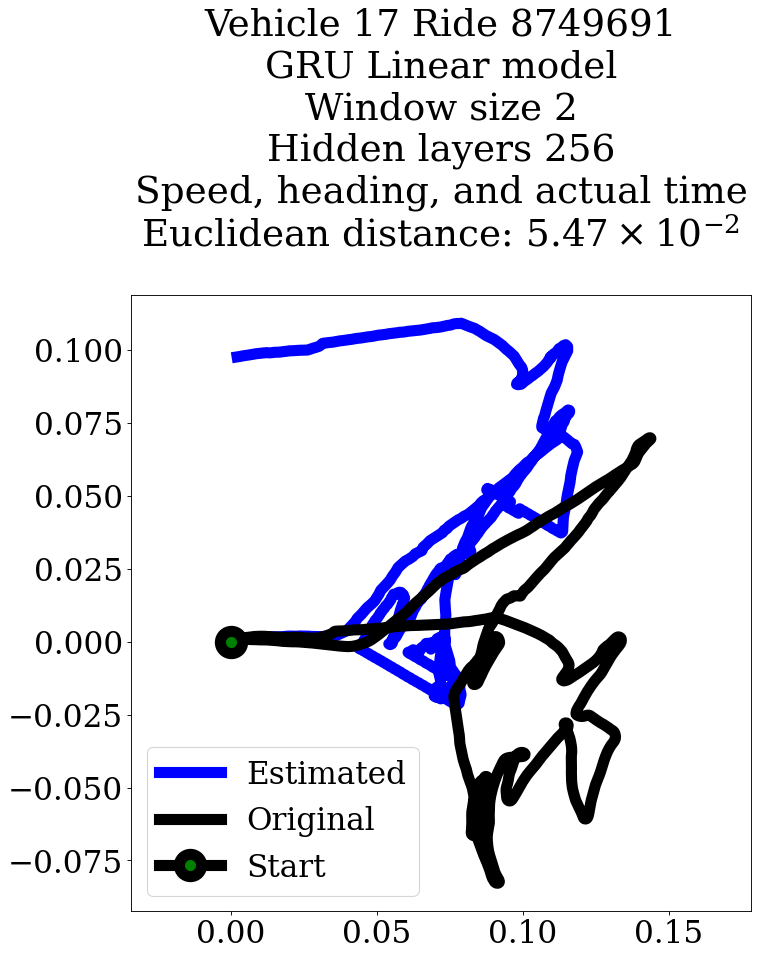 Vehicle 17 Ride 8749691
GRU Linear model
Window size 2
Hidden layers 256
Speed, heading, and actual time
Euclidean distance: 5.47 × 10⁻²
0.100
0.075
0.050
0.025
0.000
−0.025
−0.050
−0.075
Estimated
Original
Start
0.00 0.05 0.10 0.15